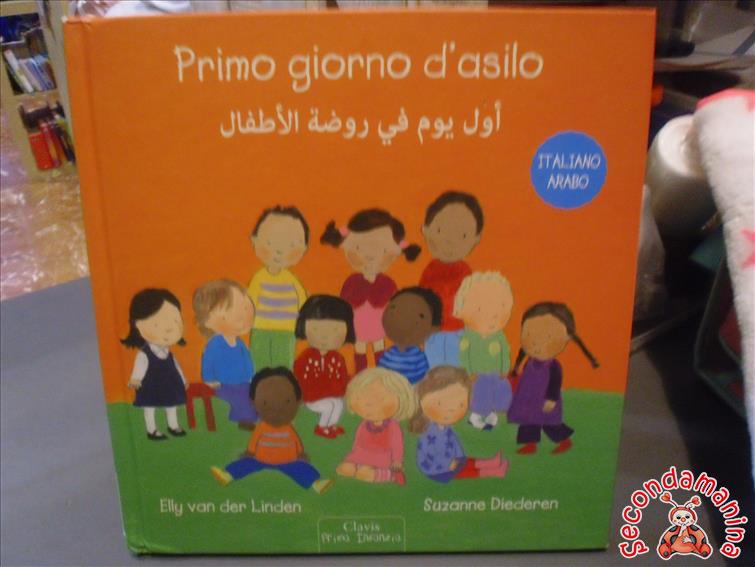 Primo giorno d'asilo
أول يوم في روضة الأطفال
ITALIANO
ARABO
Elly van der Linden
Suzanne Diederen
Clavis
Prima Infanzia
Secondamanina